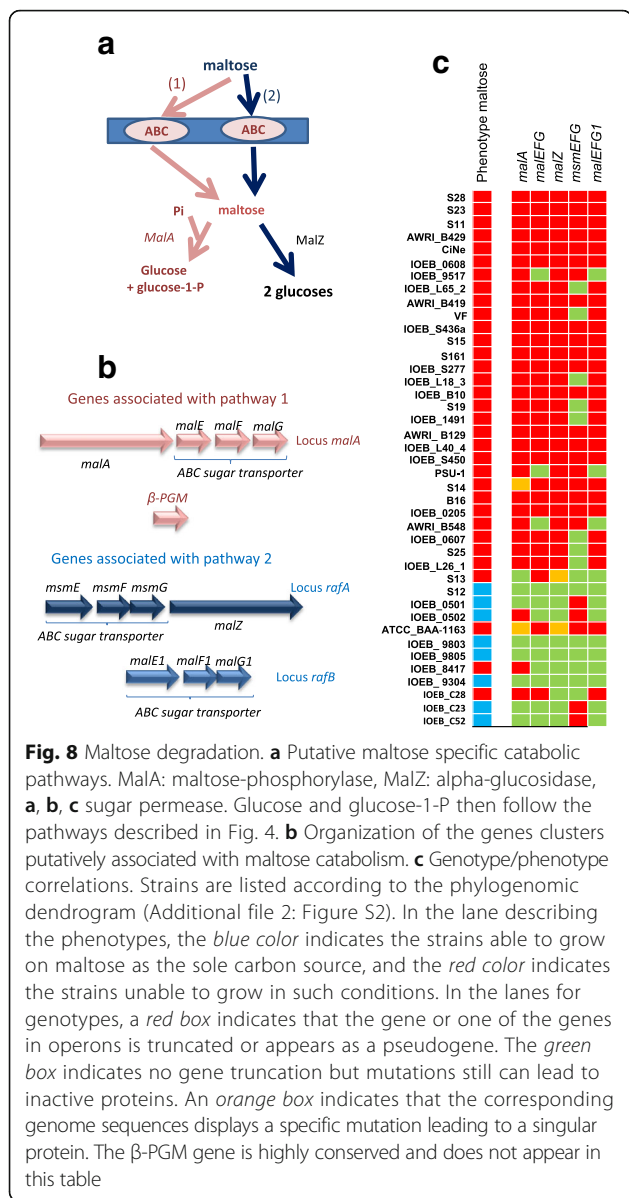 a
maltose
(1)
(2)
ABC
ABC
Pi
maltose
MalA
MalZ
Glucose
+ glucose-1-P
2 glucoses
b
Genes associated with pathway 1
malE
malF
malG
Locus malA
malA
ABC sugar transporter
β-PGM
Genes associated with pathway 2
msmE
msmF
msmG
Locus rafA
ABC sugar transporter
malZ
malE1
malF1
malG1
Locus rafB
ABC sugar transporter
c
Phenotype maltose
malA
malEFG
malZ
msmEFG
malEFG1
S28
S23
S11
AWRI_B429
CiNe
IOEB_0608
IOEB_9517
IOEB_L65_2
AWRI_B419
VF
IOEB_S436a
S15
S161
IOEB_S277
IOEB_L18_3
IOEB_B10
S19
IOEB_1491
AWRI_B129
IOEB_L40_4
IOEB_S450
PSU-1
S14
B16
IOEB_0205
AWRI_B548
IOEB_0607
S25
IOEB_L26_1
S13
S12
IOEB_0501
IOEB_0502
ATCC_BAA-1163
IOEB_ 9803
IOEB_9805
IOEB_8417
IOEB_ 9304
IOEB_C28
IOEB_C23
IOEB_C52
Fig. 8 Maltose degradation. a Putative maltose specific catabolic
pathways. MalA: maltose-phosphorylase, MalZ: alpha-glucosidase,
a, b, c sugar permease. Glucose and glucose-1-P then follow the
pathways described in Fig. 4. b Organization of the genes clusters
putatively associated with maltose catabolism. c Genotype/phenotype
correlations. Strains are listed according to the phylogenomic
dendrogram (Additional file 2: Figure S2). In the lane describing
the phenotypes, the blue color indicates the strains able to grow
on maltose as the sole carbon source, and the red color indicates
the strains unable to grow in such conditions. In the lanes for
genotypes, a red box indicates that the gene or one of the genes
in operons is truncated or appears as a pseudogene. The green
box indicates no gene truncation but mutations still can lead to
inactive proteins. An orange box indicates that the corresponding
genome sequences displays a specific mutation leading to a singular
protein. The β-PGM gene is highly conserved and does not appear in
this table